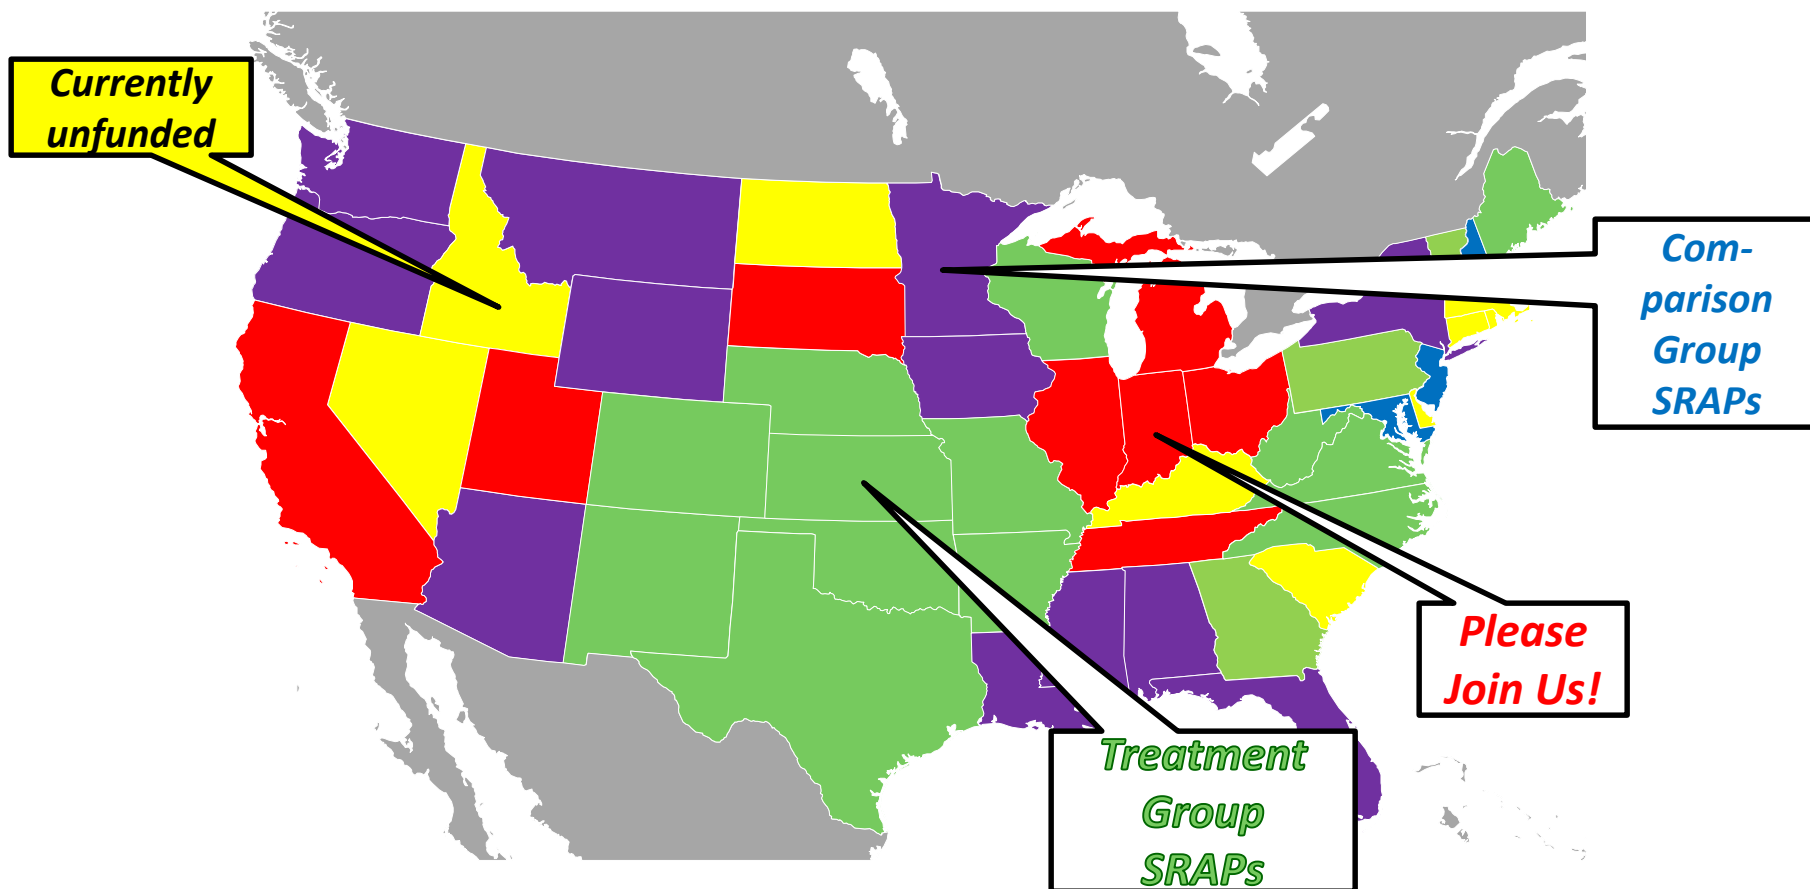 Currently
unfunded
Com-
parison
Group
SRAPs
Please
Join Us!
Treatment
Group
SRAPs